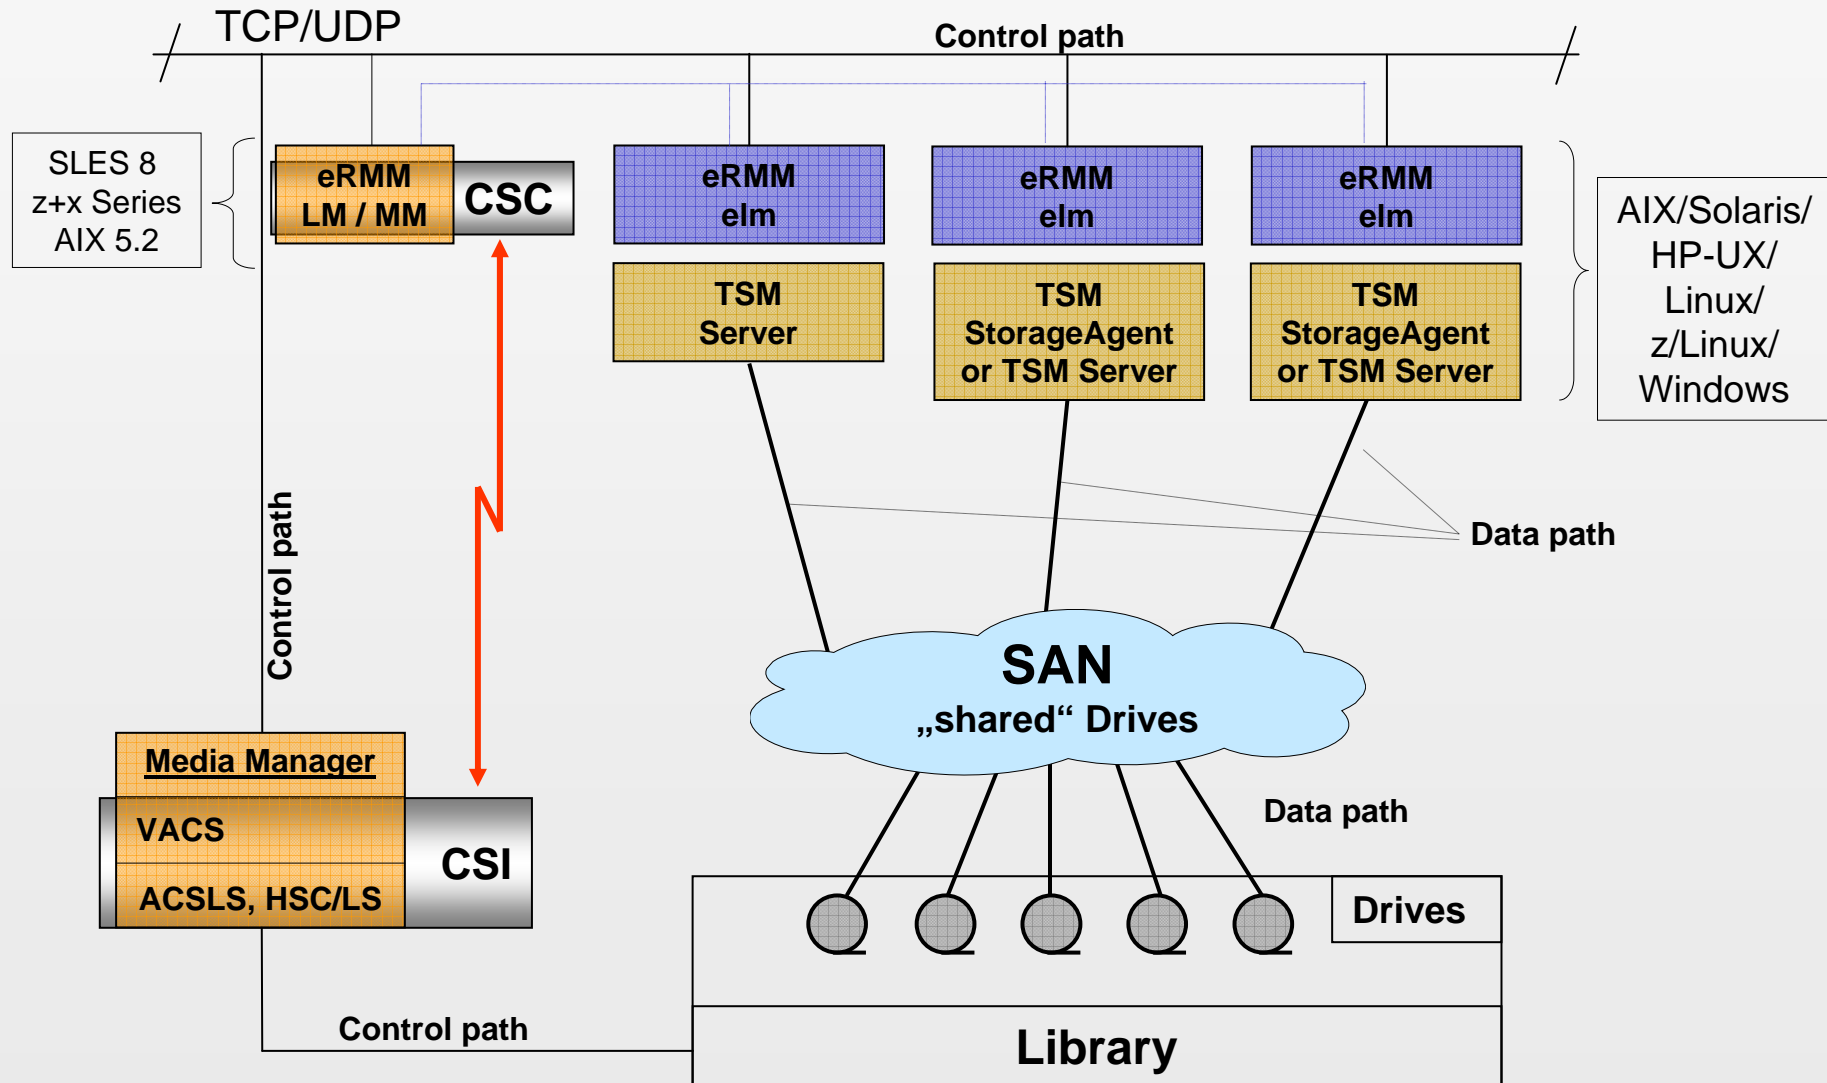 TCP/UDP
Control path
SLES 8
z+x Series
AIX 5.2
eRMM
LM / MM
CSC
eRMM
elm
eRMM
elm
eRMM
elm
TSM
Server
TSM
StorageAgent
or TSM Server
TSM
StorageAgent
or TSM Server
AIX/Solaris/
HP-UX/
Linux/
z/Linux/
Windows
Control path
Data path
SAN
„shared“ Drives
Media Manager
VACS
ACSLS, HSC/LS
CSI
Data path
Drives
Control path
Library